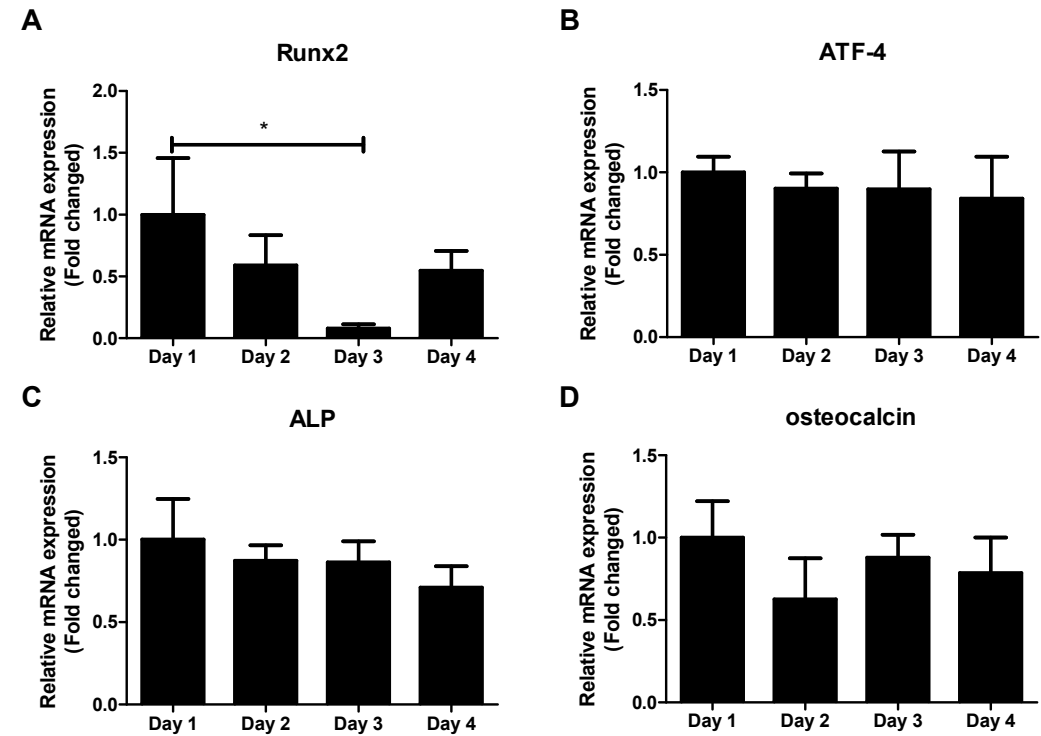 A
Runx2
Relative mRNA expression
(Fold changed)
2.0
1.5
1.0
0.5
0.0
*
Day 1 Day 2 Day 3 Day 4
B
ATF-4
Relative mRNA expression
(Fold changed)
1.5
1.0
0.5
0.0
Day 1 Day 2 Day 3 Day 4
C
ALP
Relative mRNA expression
(Fold changed)
1.5
1.0
0.5
0.0
Day 1 Day 2 Day 3 Day 4
D
osteocalcin
Relative mRNA expression
(Fold changed)
1.5
1.0
0.5
0.0
Day 1 Day 2 Day 3 Day 4